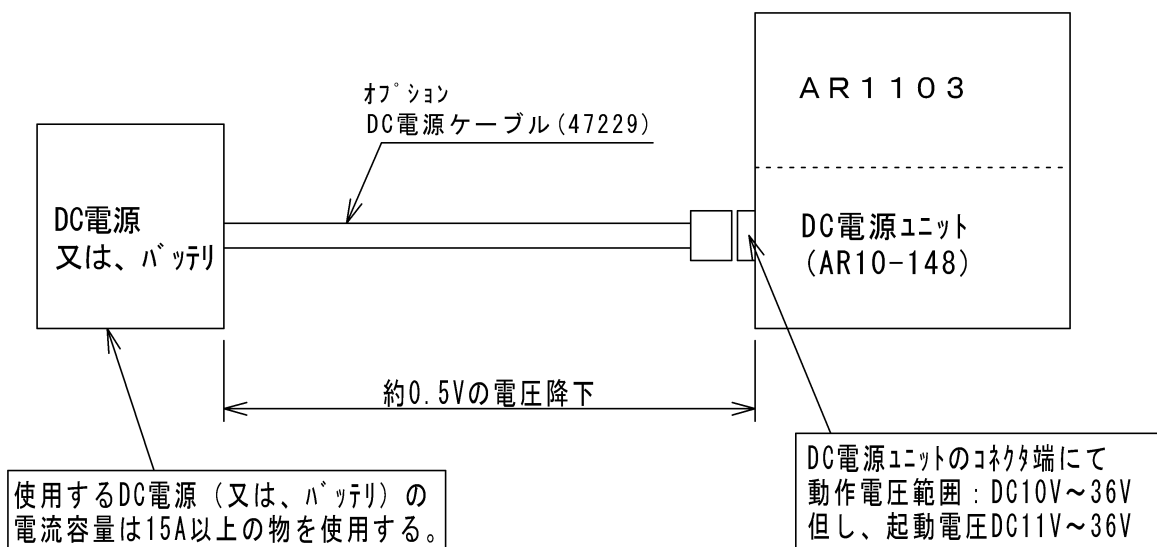 AR1103
オプション
DC電源ケーブル(47229)
DC電源
又は、バッテリ
DC電源ユニット
(AR10-148)
約0.5Vの電圧降下
使用するDC電源(又は、バッテリ)の
電流容量は15A以上の物を使用する。
DC電源ユニットのコネクタ端にて
動作電圧範囲:DC10V～36V
但し、起動電圧DC11V～36V